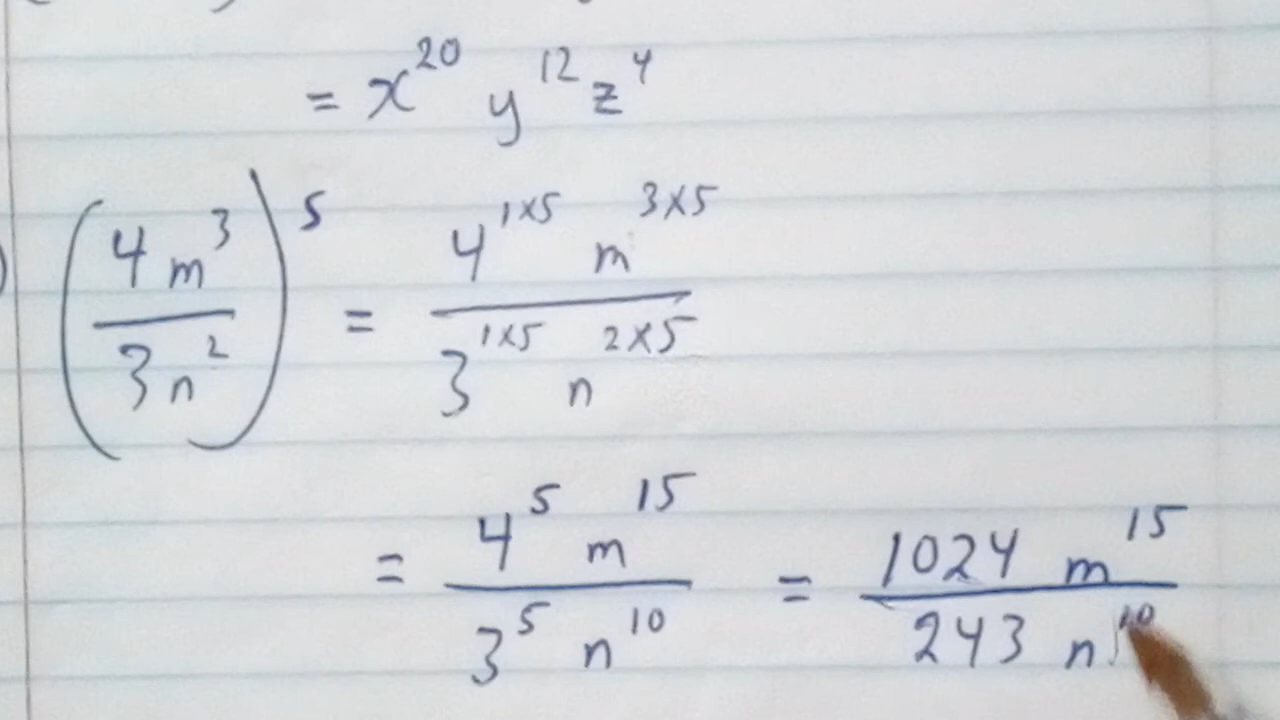 = x^20 y^12 z^4
(4m^3 / 3n^2)^5 = 4^(1×5) m^(3×5) / 3^(1×5) n^(2×5)
= 4^5 m^15 / 3^5 n^10 = 1024 m^15 / 243 n^10